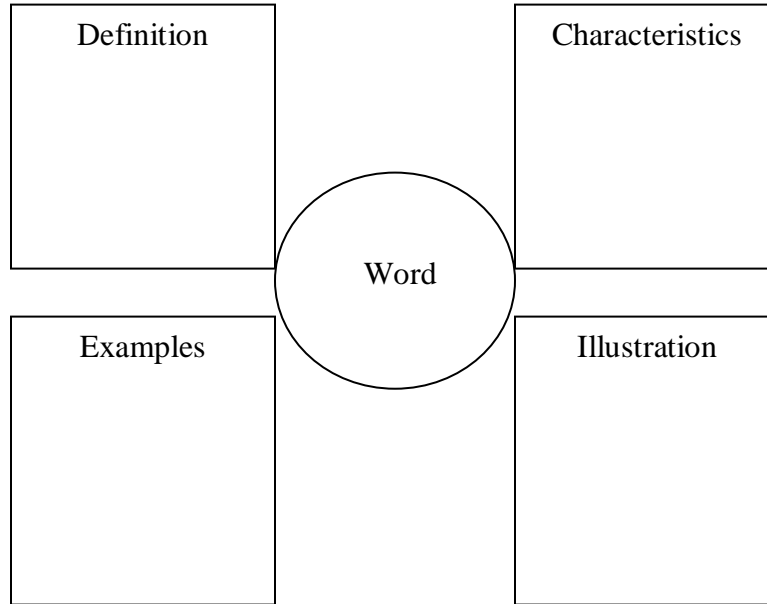 Definition
Characteristics
Word
Examples
Illustration